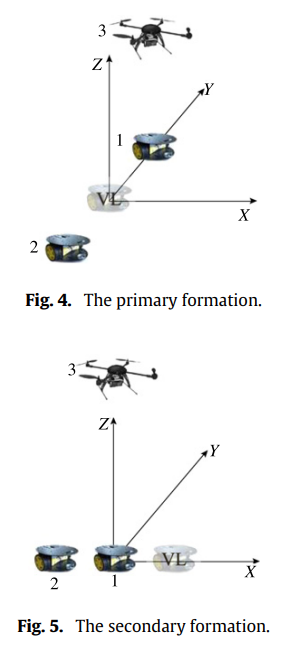 3
Z
Y
1
VL
X
2
Fig. 4. The primary formation.
3
Z
Y
VL
X
2
1
Fig. 5. The secondary formation.